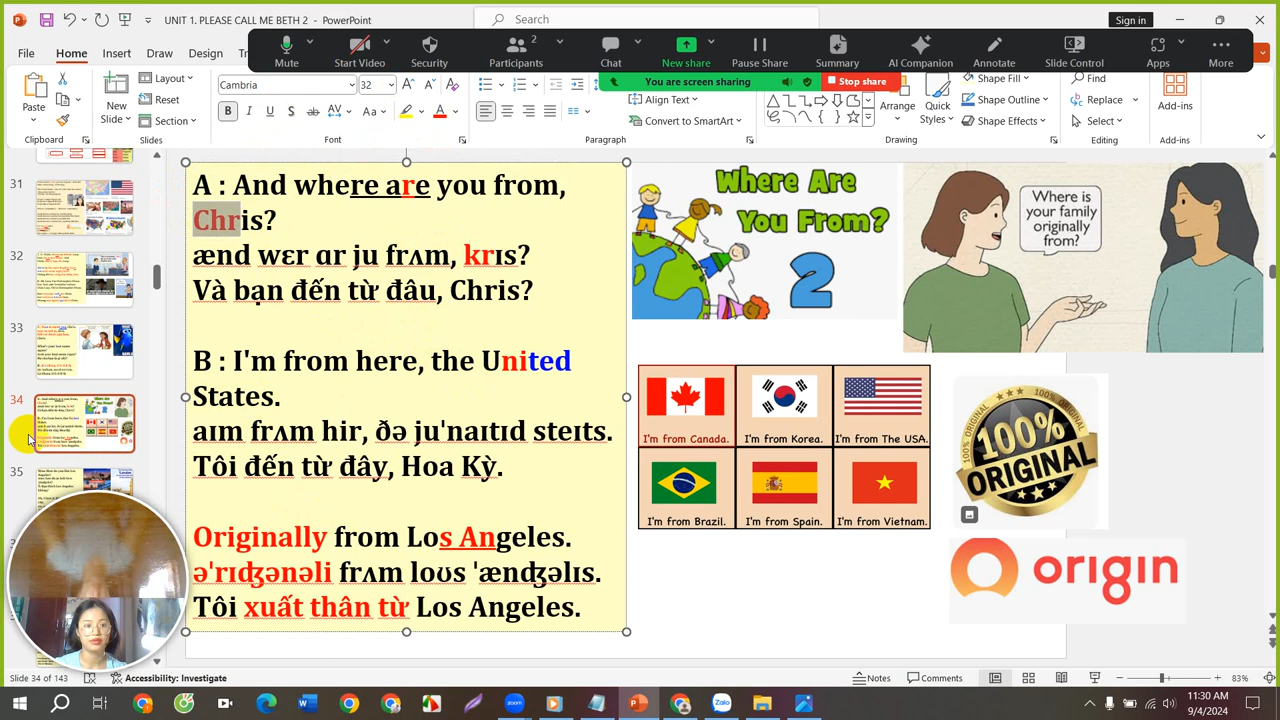 UNIT 1. PLEASE CALL ME BETH 2 - PowerPoint
Search
Sign in
File
Home
Insert
Draw
Design
Mute
Start Video
Security
Participants
2
Chat
New share
Pause Share
Summary
AI Companion
Annotate
Slide Control
Apps
More
You are screen sharing
Stop share
Paste
New Slide
Layout
Reset
Section
Cambria
32
Align Text
Convert to SmartArt
Arrange
Quick Styles
Shape Fill
Shape Outline
Shape Effects
Find
Replace
Select
Add-ins
Clipboard
Slides
Font
Paragraph
Drawing
Editing
Add-ins
31
32
33
34
35
A : And where are you from,
Chris?
ænd wɛr ɑr ju frʌm, krɪs?
Và bạn đến từ đâu, Chris?
B : I'm from here, the United
States.
aɪm frʌm hir, ðə juˈnaɪtɪd steɪts.
Tôi đến từ đây, Hoa Kỳ.
Originally from Los Angeles.
əˈrɪʤənəli frʌm loʊs ˈænʤəlɪs.
Tôi xuất thân từ Los Angeles.
Where Are
You From?
2
Where is
your family
originally
from?
I'm from Canada.
I'm from Korea.
I'm from The USA.
I'm from Brazil.
I'm from Spain.
I'm from Vietnam.
100%
ORIGINAL
origin
Slide 34 of 143
Accessibility: Investigate
Notes
Comments
83%
11:30 AM
9/4/2024